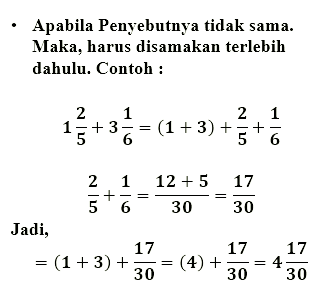 • Apabila Penyebutnya tidak sama.
Maka, harus disamakan terlebih
dahulu. Contoh :
1 2/5 + 3 1/6 = (1 + 3) + 2/5 + 1/6
2/5 + 1/6 = 12 + 5/30 = 17/30
Jadi,
= (1 + 3) + 17/30 = (4) + 17/30 = 4 17/30